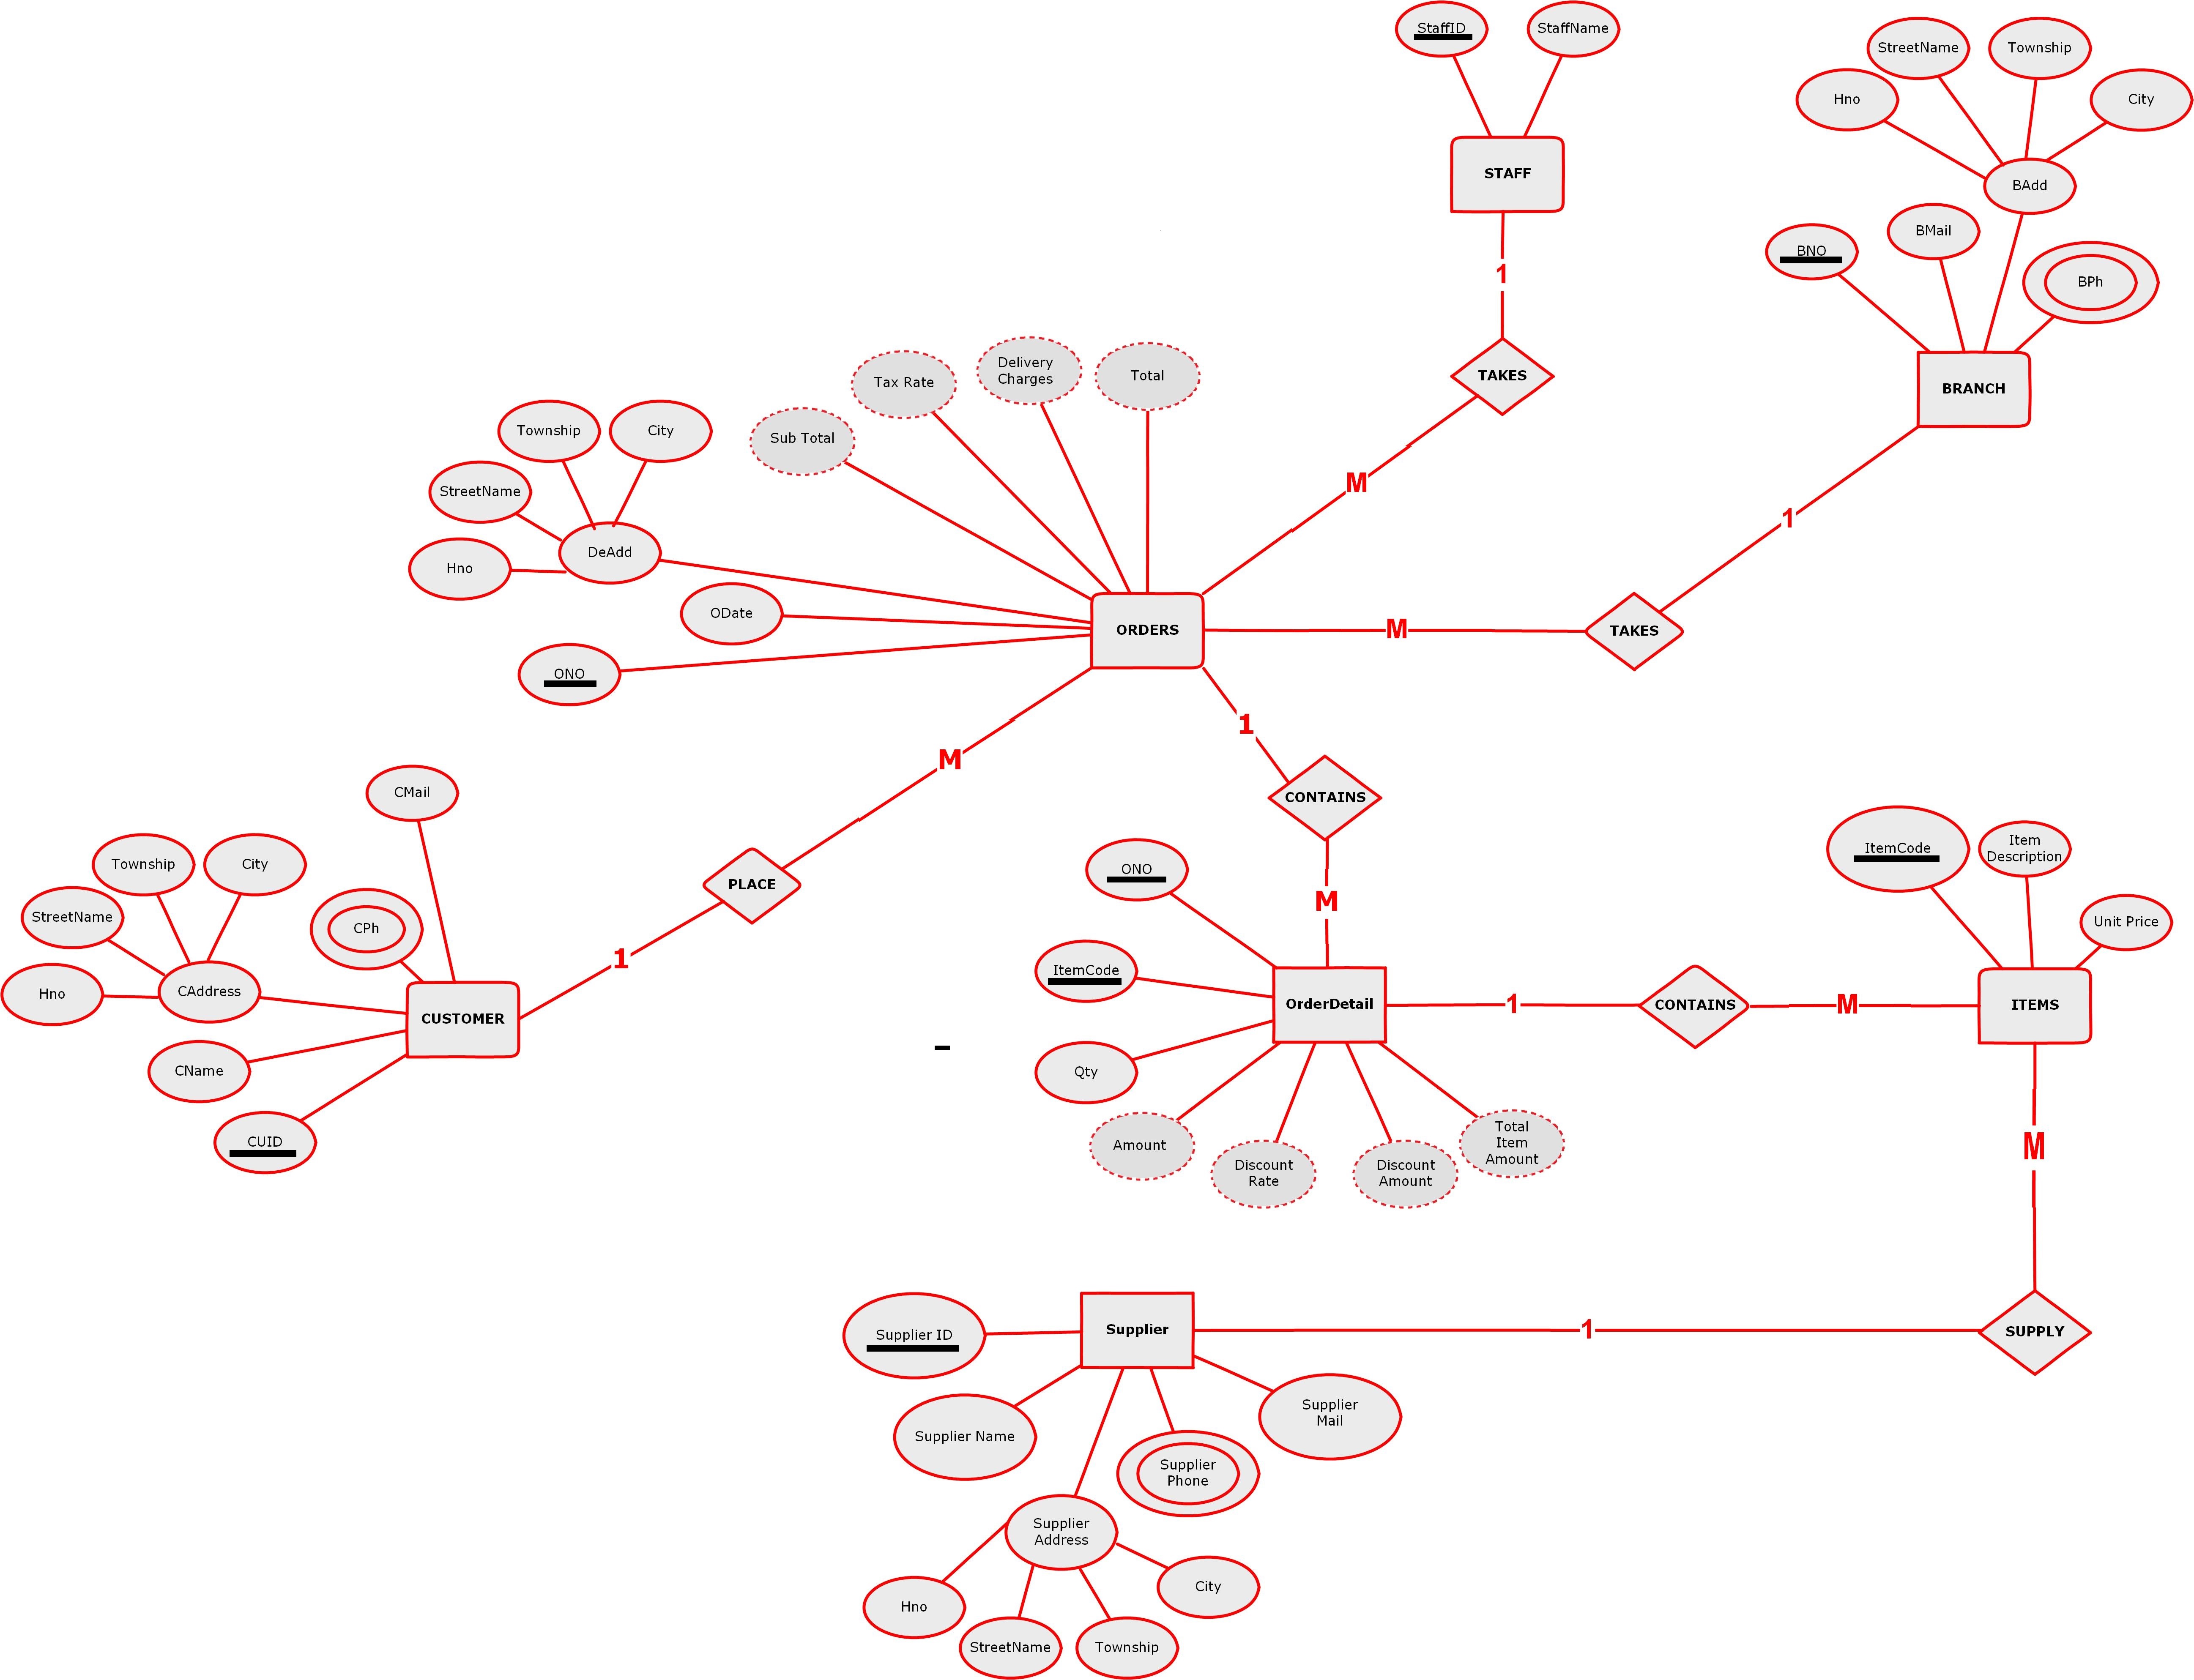 StaffID
StaffName
StreetName
Township
Hno
City
STAFF
BAdd
BNO
BMail
BPh
1
Delivery
Charges
Total
Tax Rate
TAKES
BRANCH
Sub Total
Township
City
StreetName
M
1
DeAdd
Hno
ODate
ORDERS
M
TAKES
ONO
1
M
CMail
CONTAINS
Township
City
ONO
ItemCode
Item
Description
PLACE
M
StreetName
CPh
Unit Price
1
ItemCode
Hno
CAddress
CUSTOMER
OrderDetail
1
CONTAINS
M
ITEMS
CName
Qty
CUID
Amount
Discount
Rate
Discount
Amount
Total
Item
Amount
M
Supplier ID
Supplier
1
SUPPLY
Supplier Name
Supplier
Mail
Supplier
Phone
Supplier
Address
Hno
City
StreetName
Township